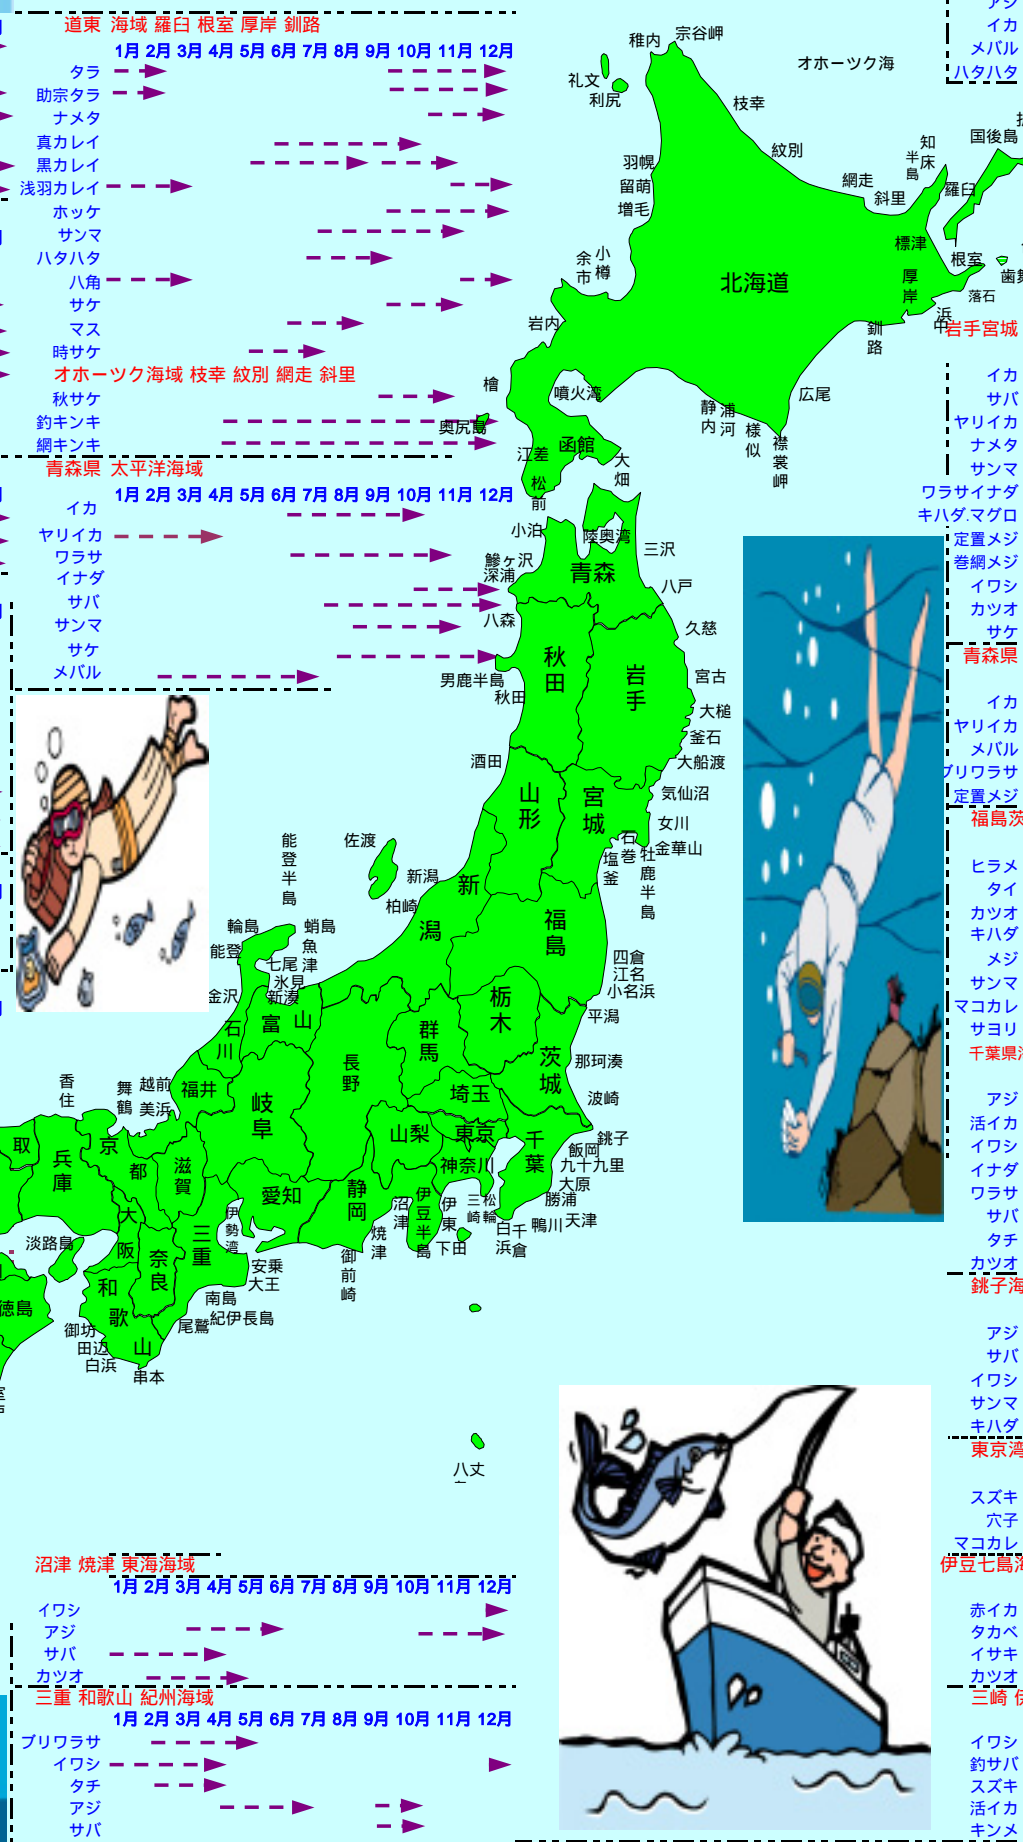 道東 海域 羅臼 根室 厚岸 釧路
1月 2月 3月 4月 5月 6月 7月 8月 9月 10月 11月 12月
タラ
助宗タラ
ナメタ
真カレイ
黒カレイ
浅羽カレイ
ホッケ
サンマ
ハタハタ
八角
サケ
マス
時サケ
オホーツク海域 枝幸 紋別 網走 斜里
秋サケ
釣キンキ
網キンキ
青森県 太平洋海域
1月 2月 3月 4月 5月 6月 7月 8月 9月 10月 11月 12月
イカ
ヤリイカ
ワラサ
イナダ
サバ
サンマ
サケ
メバル
稚内
宗谷岬
オホーツク海
礼文
利尻
枝幸
紋別
網走
斜里
知床
半島
国後島
羅臼
羽幌
留萌
増毛
標津
根室
厚岸
落石
浜中
釧路
小樽
余市
北海道
岩内
檜
噴火湾
広尾
静内
浦河
様似
襟裳岬
奥尻島
函館
江差
松前
大畑
小泊
陸奥湾
三沢
鰺ヶ沢
深浦
青森
八戸
八森
久慈
秋田
岩手
男鹿半島
秋田
宮古
大槌
釜石
大船渡
酒田
山形
宮城
気仙沼
女川
石巻
金華山
塩釜
牡鹿半島
能登半島
佐渡
新潟
柏崎
新潟
福島
輪島
能登
蛸島
魚津
七尾
氷見
新湊
金沢
四倉
江名
小名浜
平潟
石川
富山
群馬
栃木
長野
茨城
那珂湊
波崎
香住
舞鶴
越前
美浜
福井
岐阜
埼玉
山梨
東京
千葉
銚子
飯岡
九十九里
大原
勝浦
天津
鴨川
千倉
白浜
神奈川
取
兵庫
京都
滋賀
愛知
静岡
沼津
伊豆半島
伊東
下田
三崎
松輪
焼津
御前崎
伊勢湾
大阪
三重
奈良
淡路島
徳島
和歌山
安乗
大王
南島
紀伊長島
尾鷲
御坊
田辺
白浜
串本
八丈
アジ
イカ
メバル
ハタハタ
岩手宮城
イカ
サバ
ヤリイカ
ナメタ
サンマ
ワラサイナダ
キハダ.マグロ
定置メジ
巻網メジ
イワシ
カツオ
サケ
青森県
イカ
ヤリイカ
メバル
ブリワラサ
定置メジ
福島茨
ヒラメ
タイ
カツオ
キハダ
メジ
サンマ
マコカレ
サヨリ
千葉県
アジ
活イカ
イワシ
イナダ
ワラサ
サバ
タチ
カツオ
銚子海
アジ
サバ
イワシ
サンマ
キハダ
東京湾
スズキ
穴子
マコカレ
伊豆七島海
赤イカ
タカベ
イサキ
カツオ
三崎
イワシ
釣サバ
スズキ
活イカ
キンメ
沼津 焼津 東海海域
1月 2月 3月 4月 5月 6月 7月 8月 9月 10月 11月 12月
イワシ
アジ
サバ
カツオ
三重 和歌山 紀州海域
1月 2月 3月 4月 5月 6月 7月 8月 9月 10月 11月 12月
ブリワラサ
イワシ
タチ
アジ
サバ